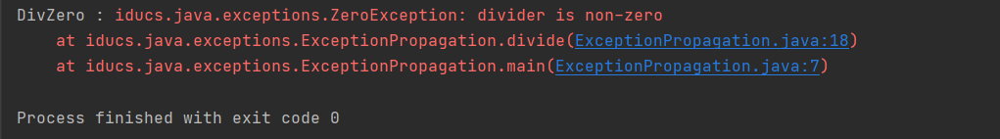 DivZero : iducs.java.exceptions.ZeroException: divider is non-zero
at iducs.java.exceptions.ExceptionPropagation.divide(ExceptionPropagation.java:18)
at iducs.java.exceptions.ExceptionPropagation.main(ExceptionPropagation.java:7)
Process finished with exit code 0